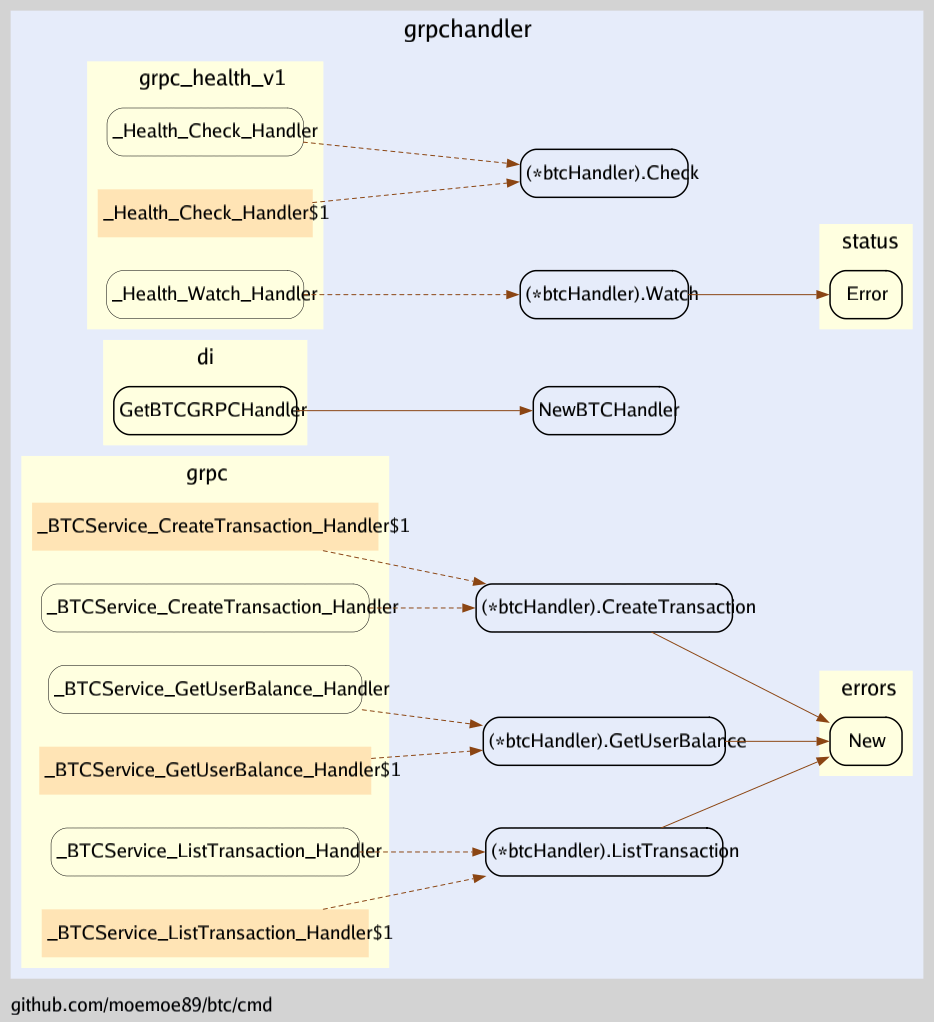 grpchandler
grpc_health_v1
_Health_Check_Handler
(*btcHandler).Check
_Health_Check_Handler$1
status
_Health_Watch_Handler
(*btcHandler).Watch
Error
di
GetBTCGRPCHandler
NewBTCHandler
grpc
_BTCService_CreateTransaction_Handler$1
_BTCService_CreateTransaction_Handler
(*btcHandler).CreateTransaction
_BTCService_GetUserBalance_Handler
errors
(*btcHandler).GetUserBalance
New
_BTCService_GetUserBalance_Handler$1
_BTCService_ListTransaction_Handler
(*btcHandler).ListTransaction
_BTCService_ListTransaction_Handler$1
github.com/moemoe89/btc/cmd